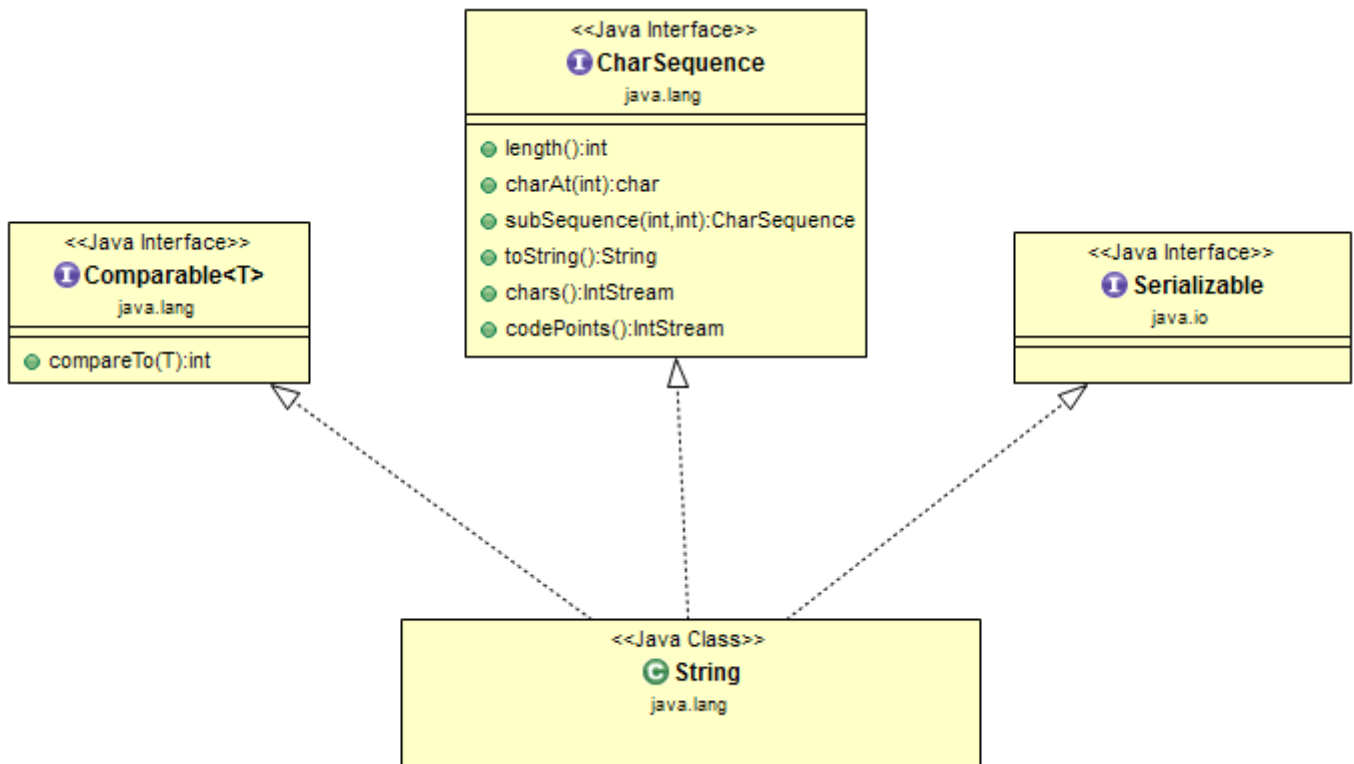 <<Java Interface>>
CharSequence
java.lang
length():int
charAt(int):char
subSequence(int,int):CharSequence
toString():String
chars():IntStream
codePoints():IntStream
<<Java Interface>>
Comparable<T>
java.lang
compareTo(T):int
<<Java Interface>>
Serializable
java.io
<<Java Class>>
String
java.lang